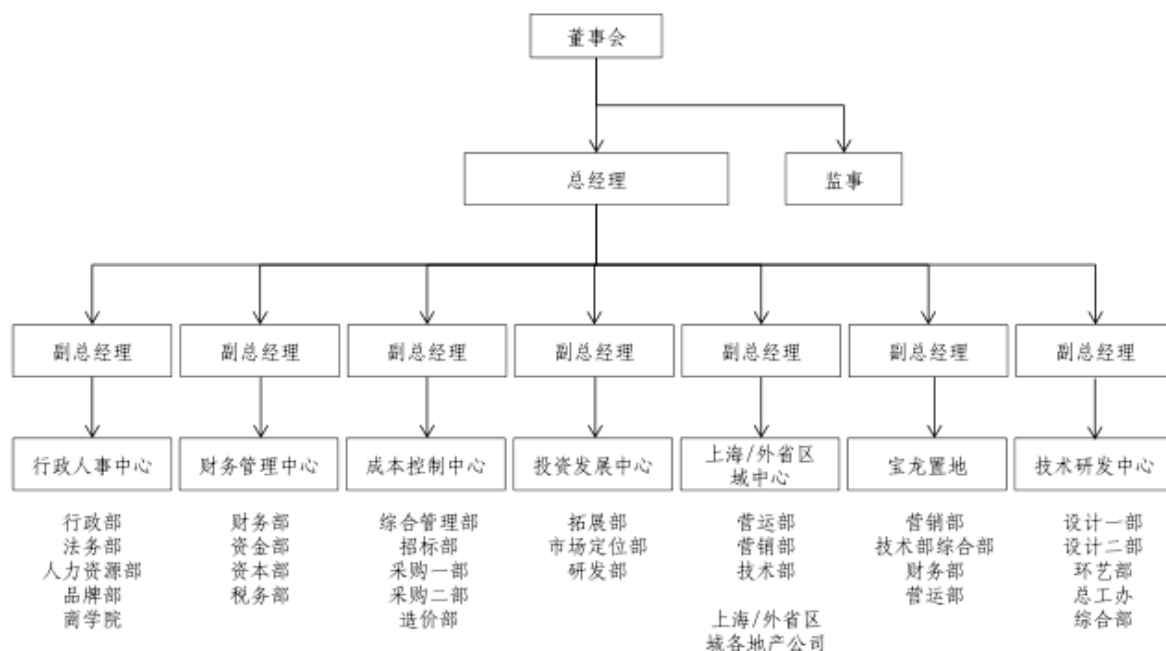 董事会
总经理
监事
副总经理
副总经理
副总经理
副总经理
副总经理
副总经理
副总经理
行政人事中心
财务管理中心
成本控制中心
投资发展中心
上海/外省区
域中心
宝龙置地
技术研发中心
行政部
法务部
人力资源部
品牌部
商学院
财务部
资金部
资本部
税务部
综合管理部
招标部
采购一部
采购二部
造价部
拓展部
市场定位部
研发部
营运部
营销部
技术部
上海/外省区
域各地产公司
营销部
技术部综合部
财务部
营运部
设计一部
设计二部
环艺部
总工办
综合部